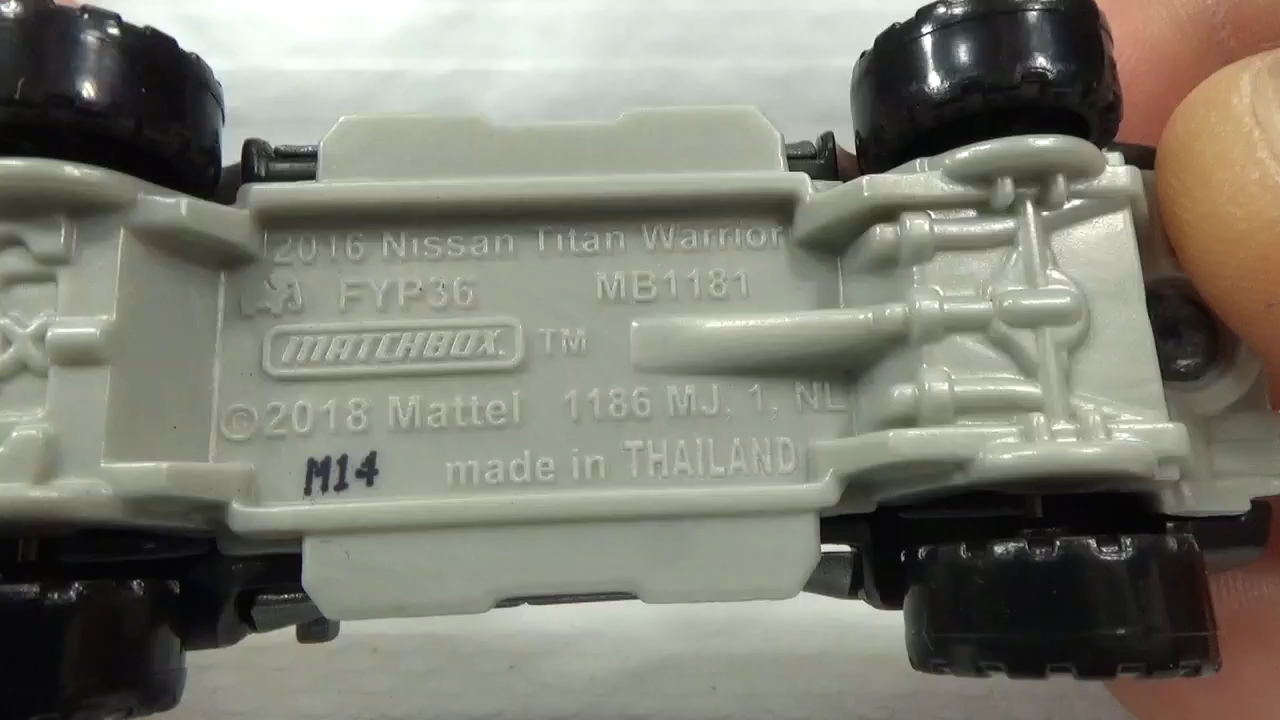 2016 Nissan Titan Warrior
FYP36 MB1181
MATCHBOX. TM
©2018 Mattel 1186 MJ, 1, NL
M14 made in THAILAND